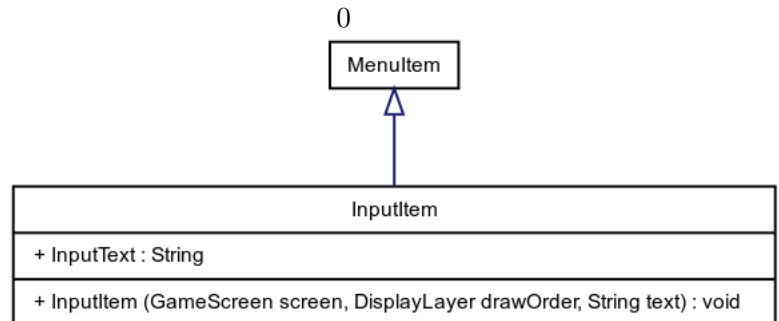 0
MenuItem
InputItem
+ InputText : String
+ InputItem (GameScreen screen, DisplayLayer drawOrder, String text) : void